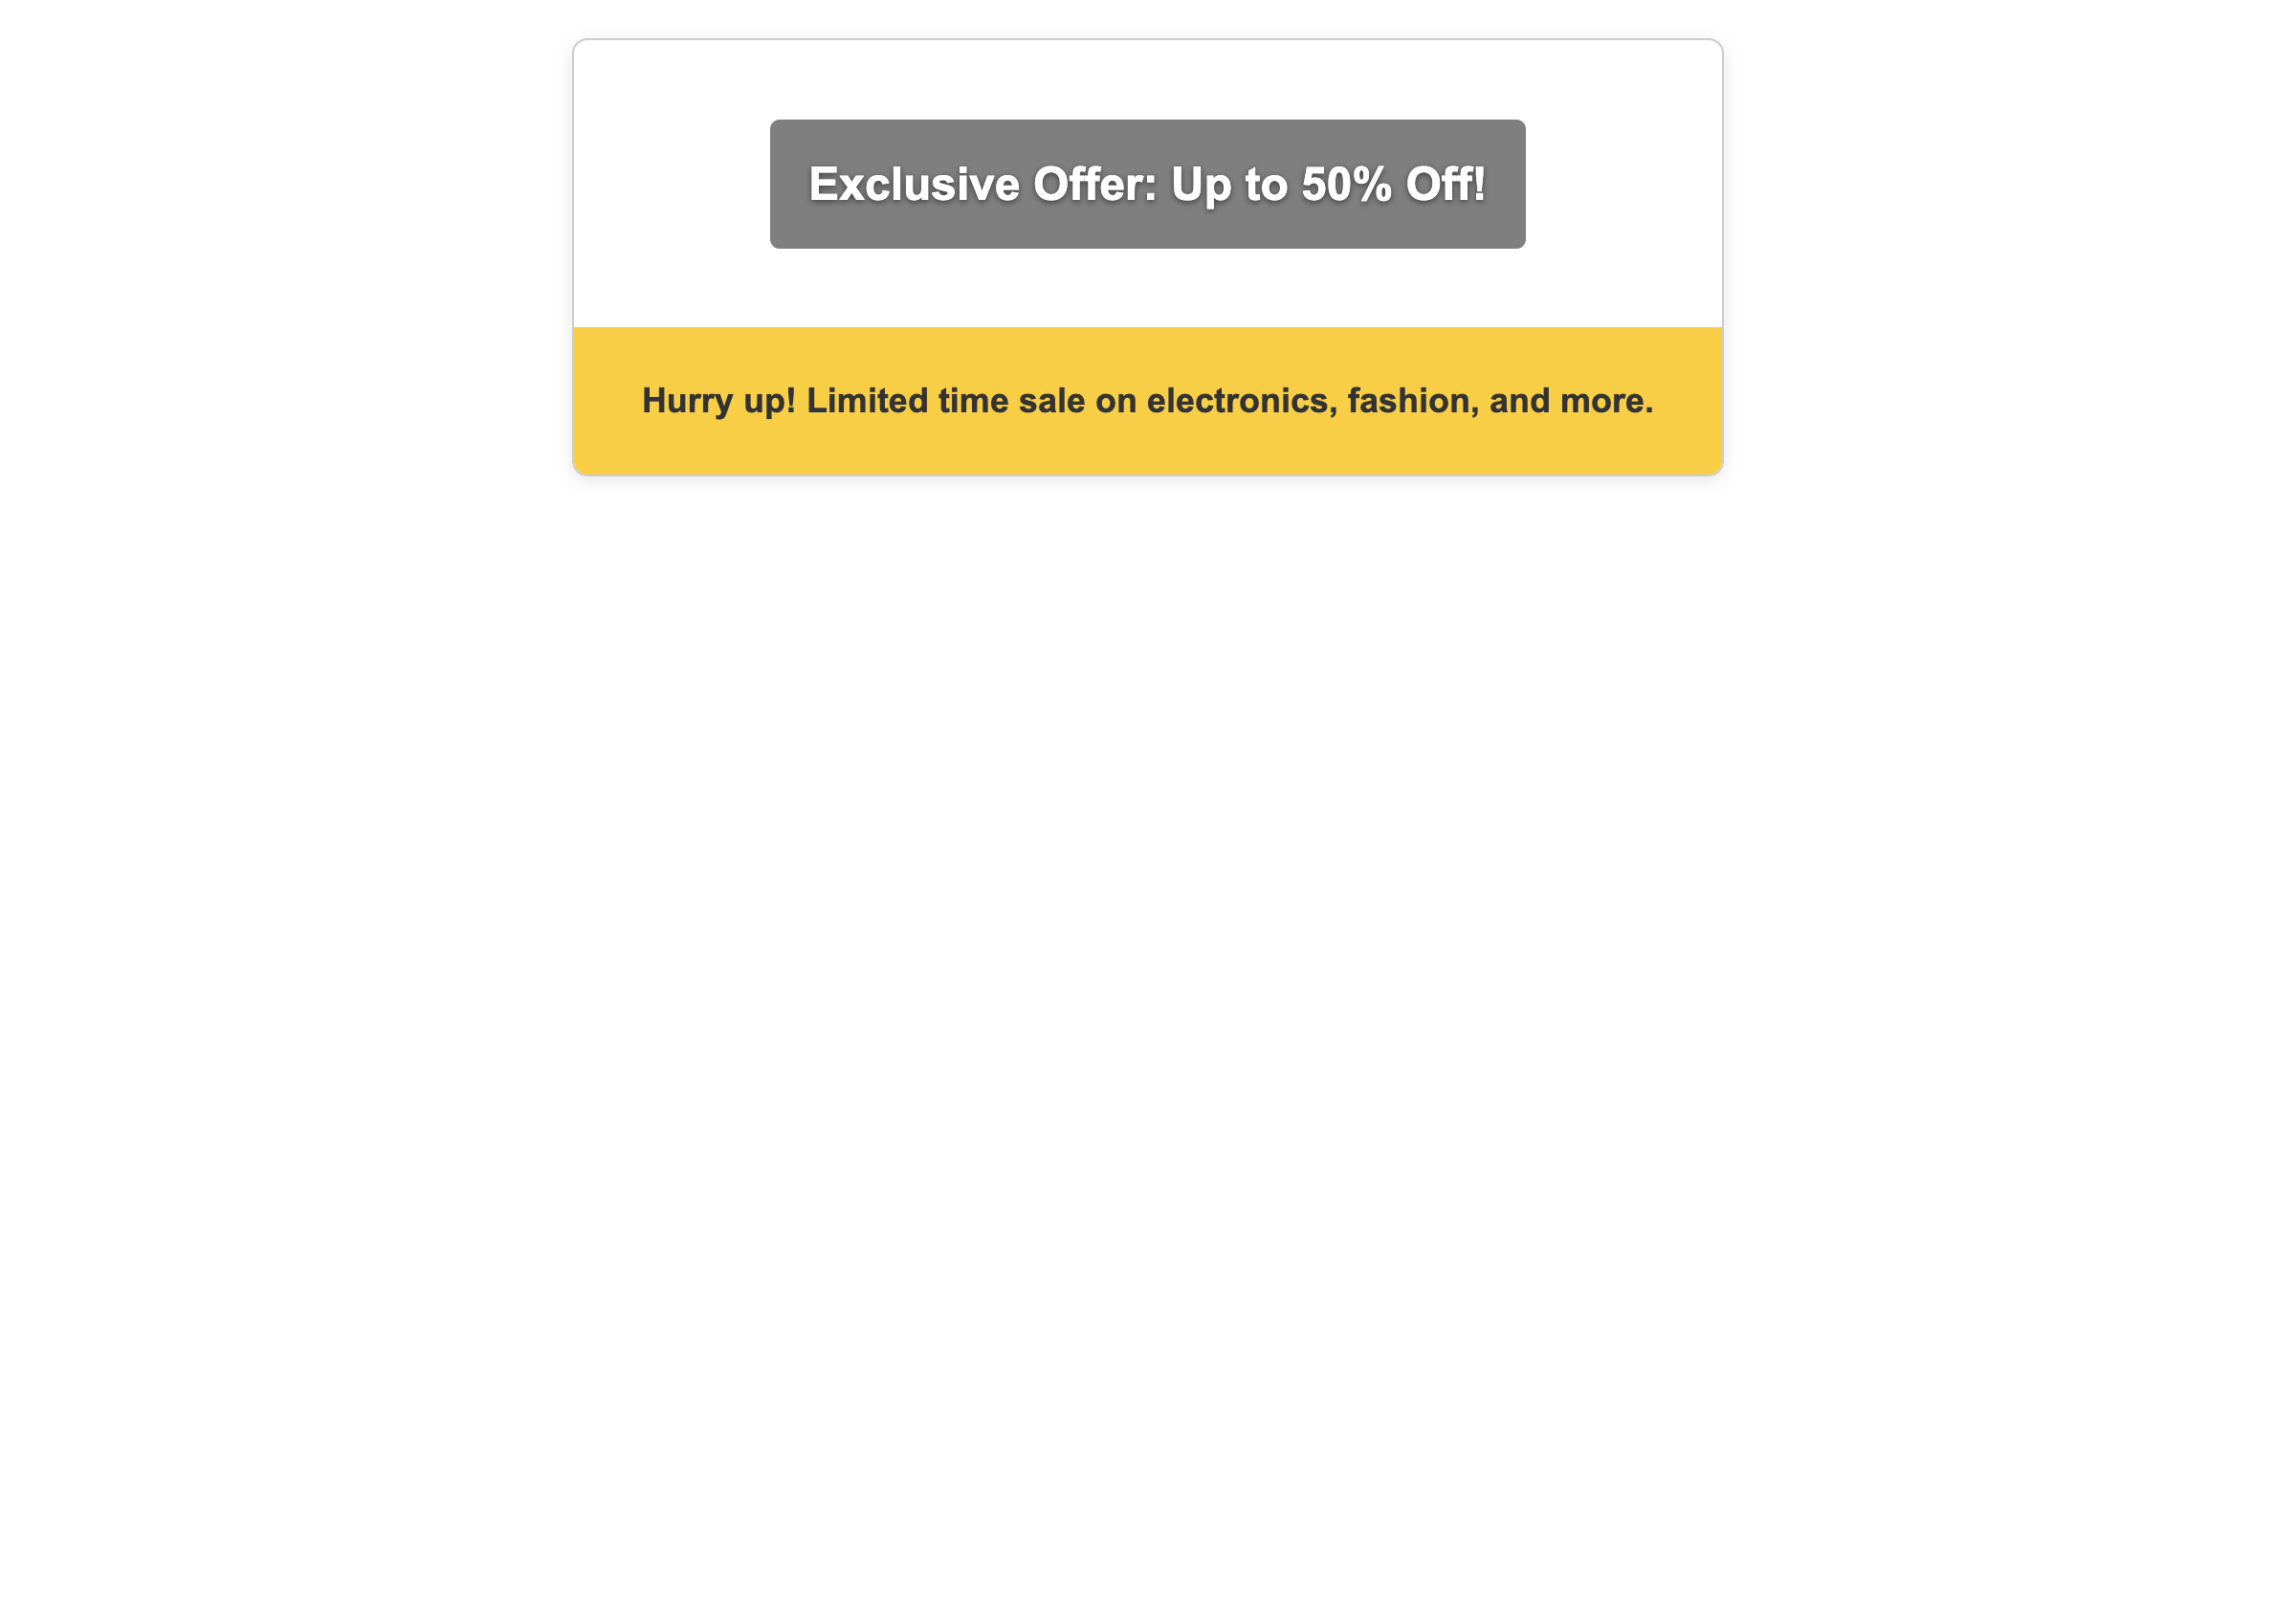 Exclusive Offer: Up to 50% Off!
Hurry up! Limited time sale on electronics, fashion, and more.